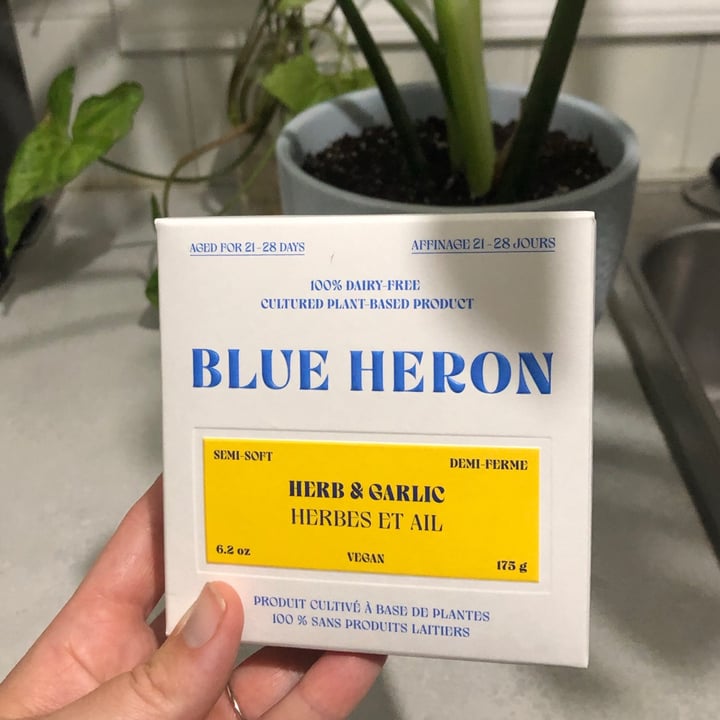 AGED FOR 21-28 DAYS
AFFINAGE 21-28 JOURS
100% DAIRY-FREE
CULTURED PLANT-BASED PRODUCT
BLUE HERON
SEMI-SOFT
DEMI-FERME
HERB & GARLIC
HERBES ET AIL
6.2 oz
VEGAN
175 g
PRODUIT CULTIVÉ À BASE DE PLANTES
100 % SANS PRODUITS LAITIERS